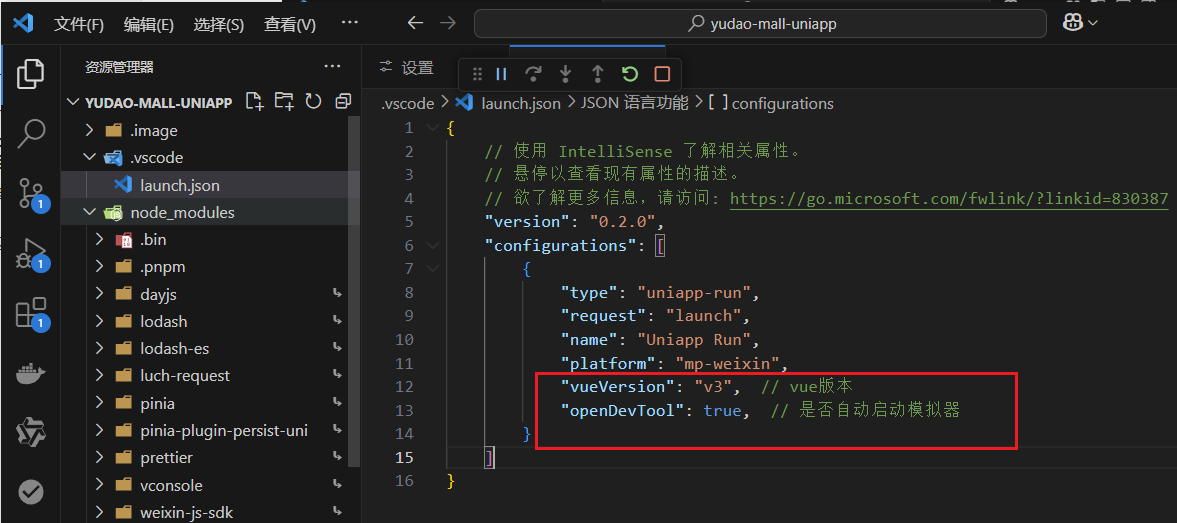 文件(F) 编辑(E) 选择(S) 查看(V) ··· yudao-mall-uniapp
资源管理器 ···
YUDAO-MALL-UNIAPP
.image
.vscode
launch.json
node_modules
.bin
.pnpm
dayjs
lodash
lodash-es
luch-request
pinia
pinia-plugin-persist-uni
prettier
vconsole
weixin-js-sdk
1
1
1
设置
.vscode > launch.json > JSON 语言功能 > [ ] configurations
1 {
2 // 使用 IntelliSense 了解相关属性。
3 // 悬停以查看现有属性的描述。
4 // 欲了解更多信息，请访问: https://go.microsoft.com/fwlink/?linkid=830387
5 "version": "0.2.0",
6 "configurations": [
7 {
8 "type": "uniapp-run",
9 "request": "launch",
10 "name": "Uniapp Run",
11 "platform": "mp-weixin",
12 "vueVersion": "v3", // vue版本
13 "openDevTool": true, // 是否自动启动模拟器
14 }
15 ]
16 }